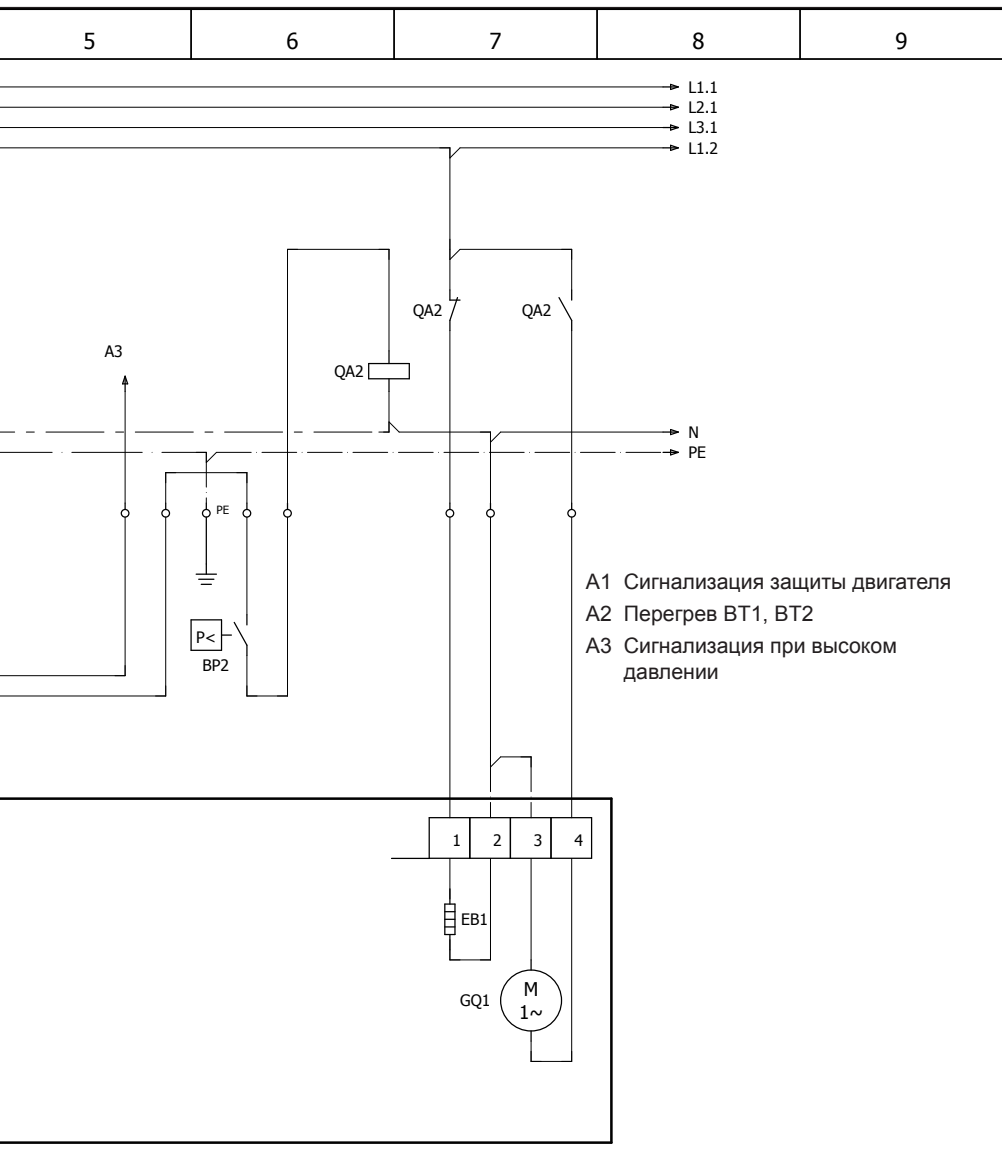 5 6 7 8 9
L1.1
L2.1
L3.1
L1.2
QA2 QA2
A3
QA2
N
PE
PE
A1 Сигнализация защиты двигателя
A2 Перегрев BT1, BT2
A3 Сигнализация при высоком
давлении
P<
BP2
1 2 3 4
EB1
GQ1
M
1~